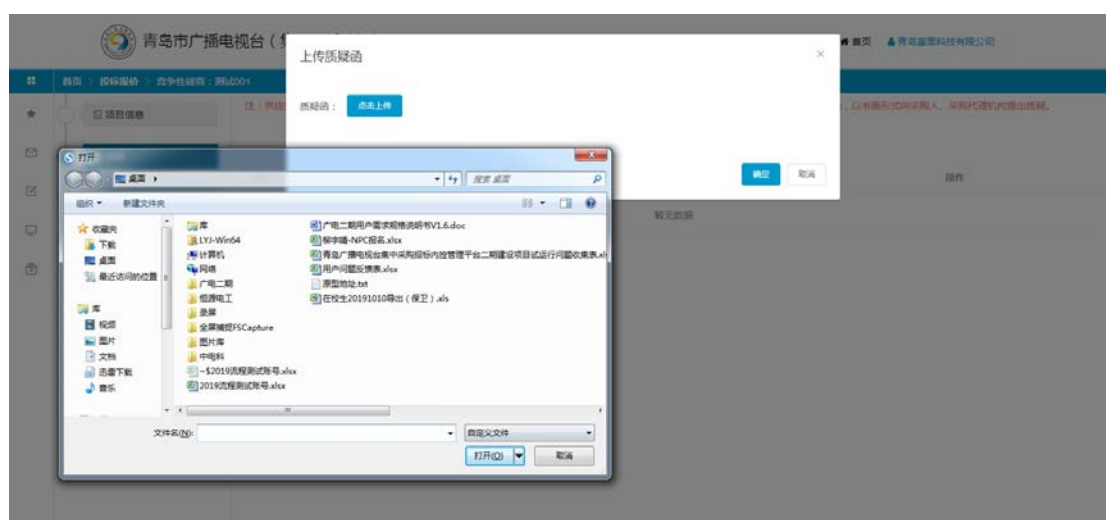 青岛市广播电视台（
首页
上传质疑函
×
首页 > 投标报价 > 竞争性磋商：测试001
项目信息
注：供应
质疑函：
点击上传
，以书面形式向采购人、采购代理机构提出质疑。
确定
取消
操作
暂无数据
打开
桌面
搜索 桌面
组织
新建文件夹
收藏夹
下载
桌面
最近访问的位置
库
视频
图片
文档
迅雷下载
音乐
库
LYJ-Win64
计算机
网络
广电二期
恒源电工
录屏
全屏捕捉FSCapture
图片库
中电科
~$2019流程测试账号.xlsx
2019流程测试账号.xlsx
广电二期用户需求规格说明书V1.6.doc
柳宇婧-NPC报名.xlsx
青岛广播电视台集中采购招标内控管理平台二期建设项目试运行问题收集表.xl
用户问题反馈表.xlsx
原型地址.txt
在校生20191010导出（保卫）.xls
文件名(N):
自定义文件
打开(O)
取消